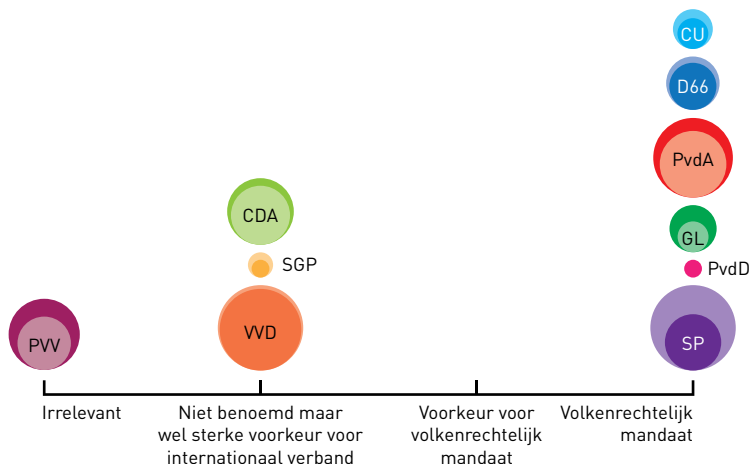 CU
D66
PvdA
CDA
GL
SGP
PvdD
VVD
SP
PVV
Irrelevant
Niet benoemd maar
wel sterke voorkeur voor
internationaal verband
Voorkeur voor
volkenrechtelijk
mandaat
Volkenrechtelijk
mandaat